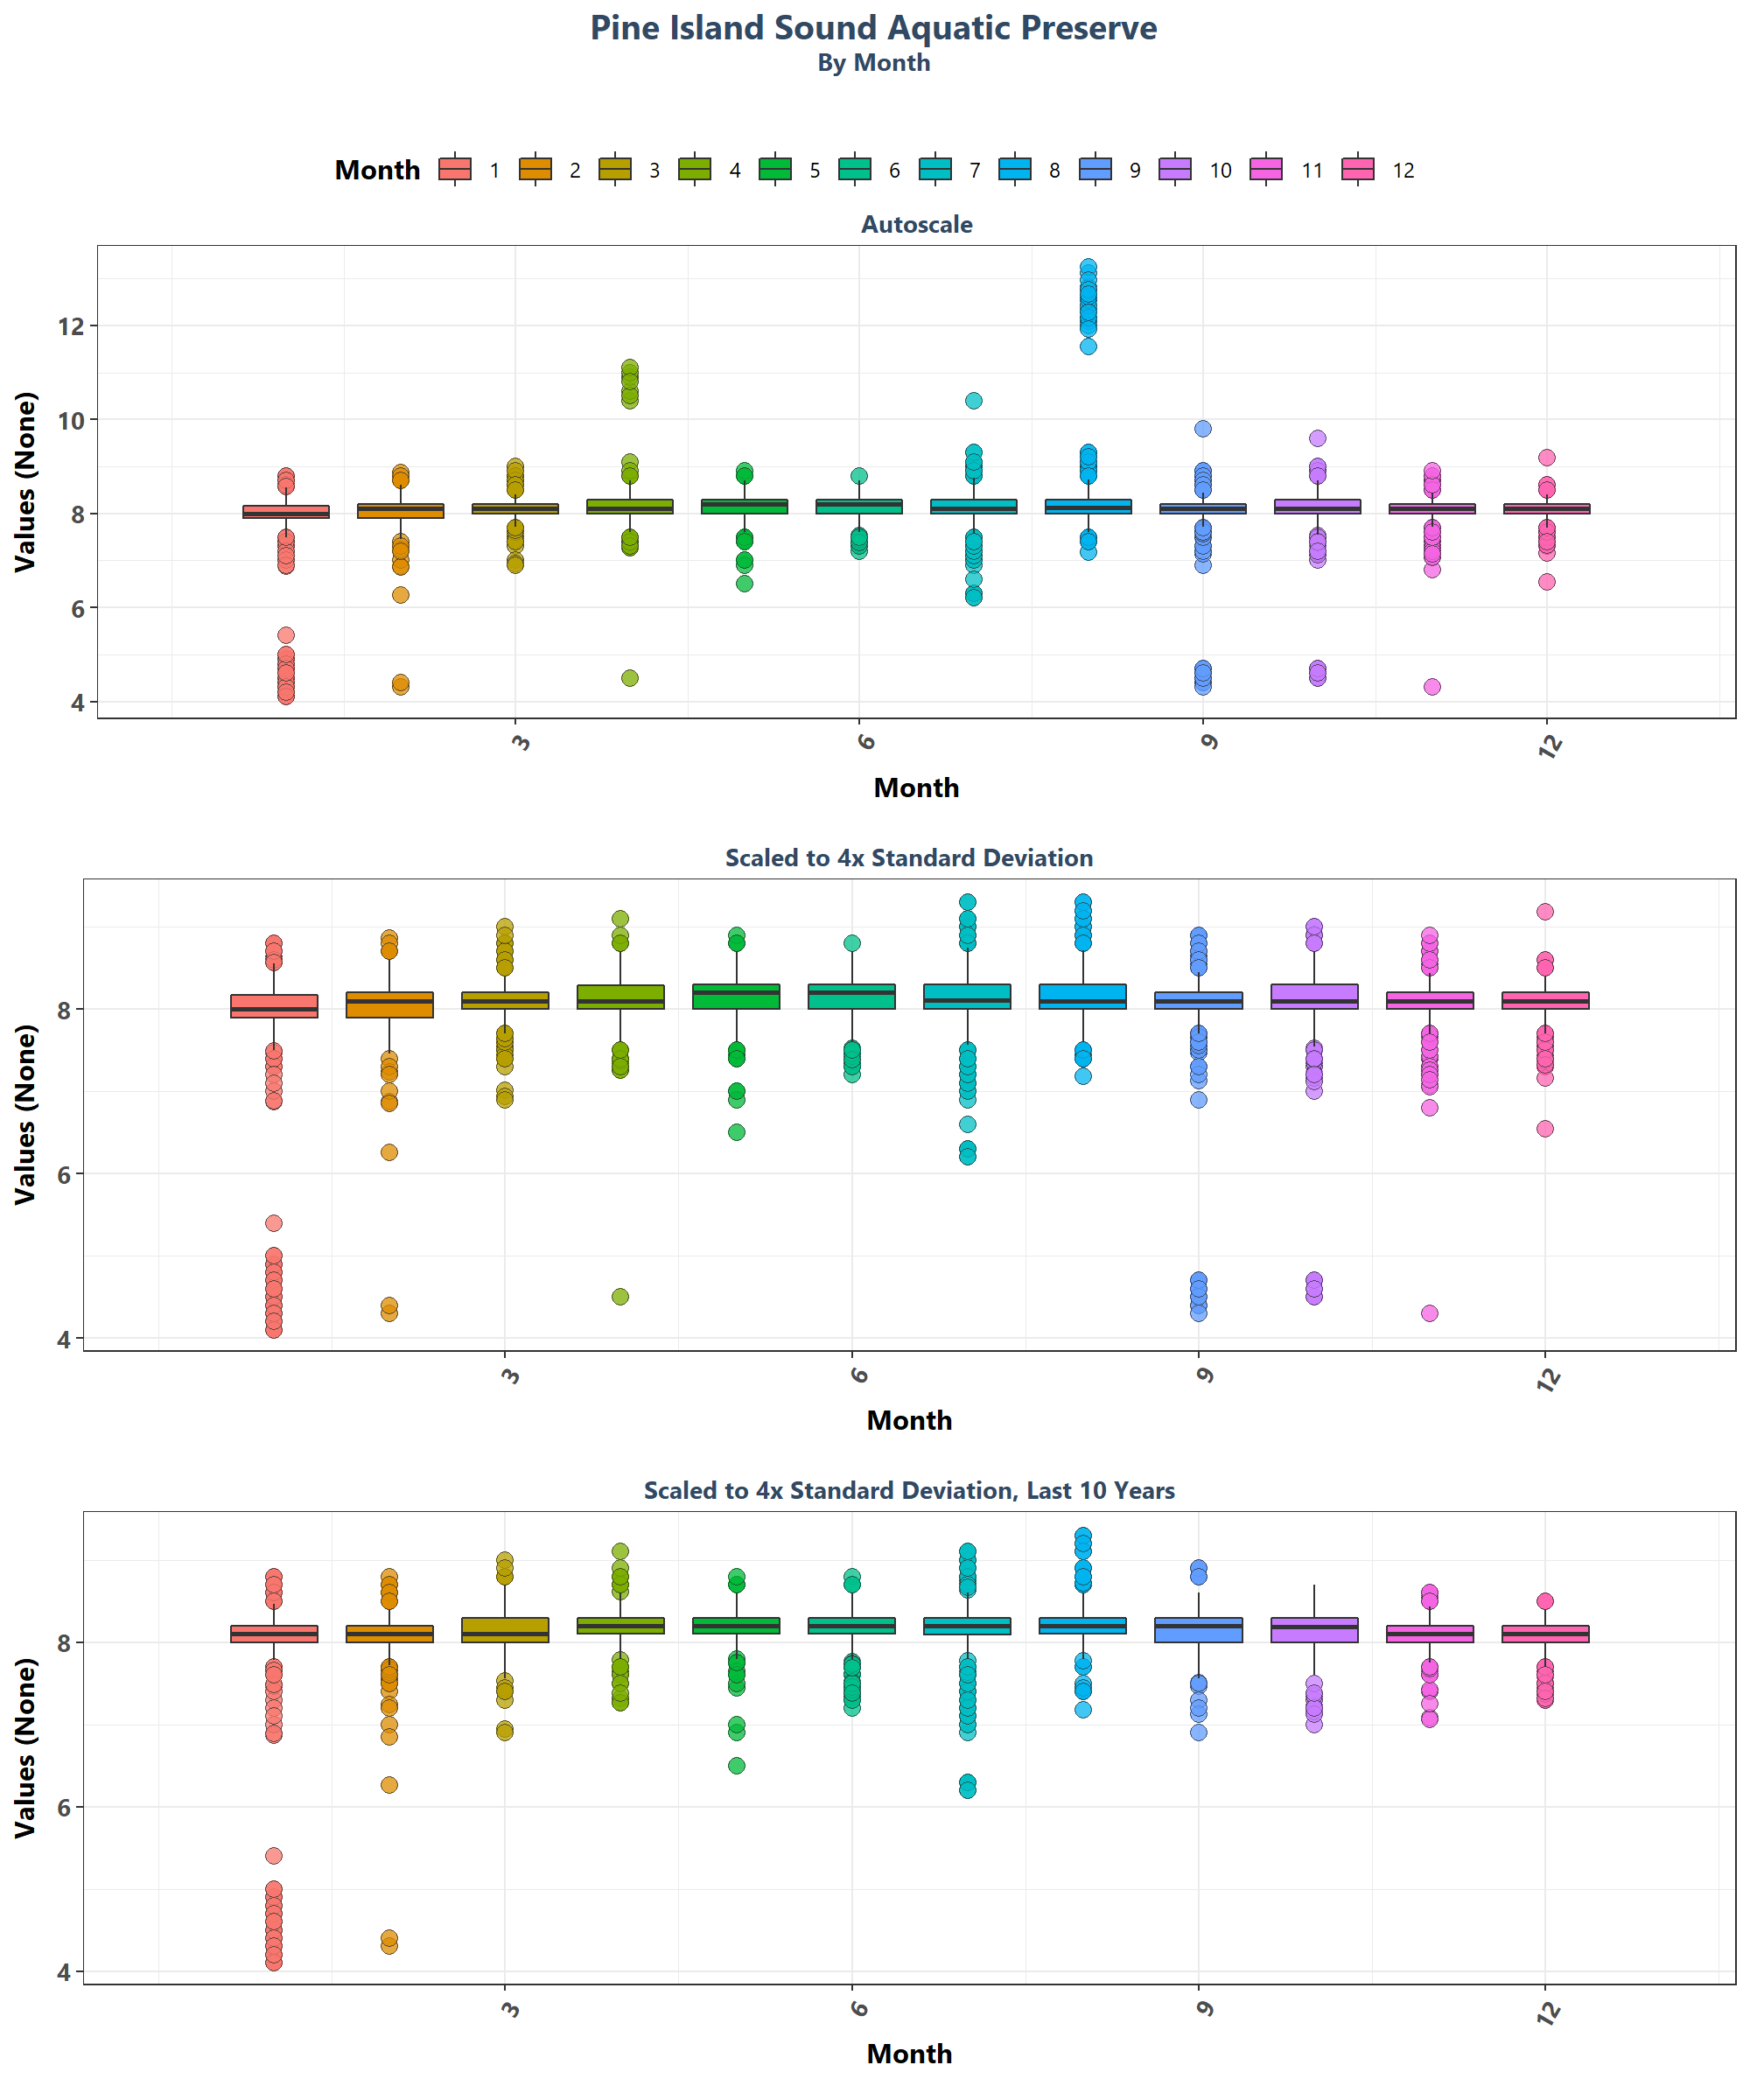 Pine Island Sound Aquatic Preserve
By Month
Month 1 2 3 4 5 6 7 8 9 10 11 12
Autoscale
Values (None)
12
10
8
6
4
3 6 9 12
Month
Scaled to 4x Standard Deviation
Values (None)
8
6
4
3 6 9 12
Month
Scaled to 4x Standard Deviation, Last 10 Years
Values (None)
8
6
4
3 6 9 12
Month